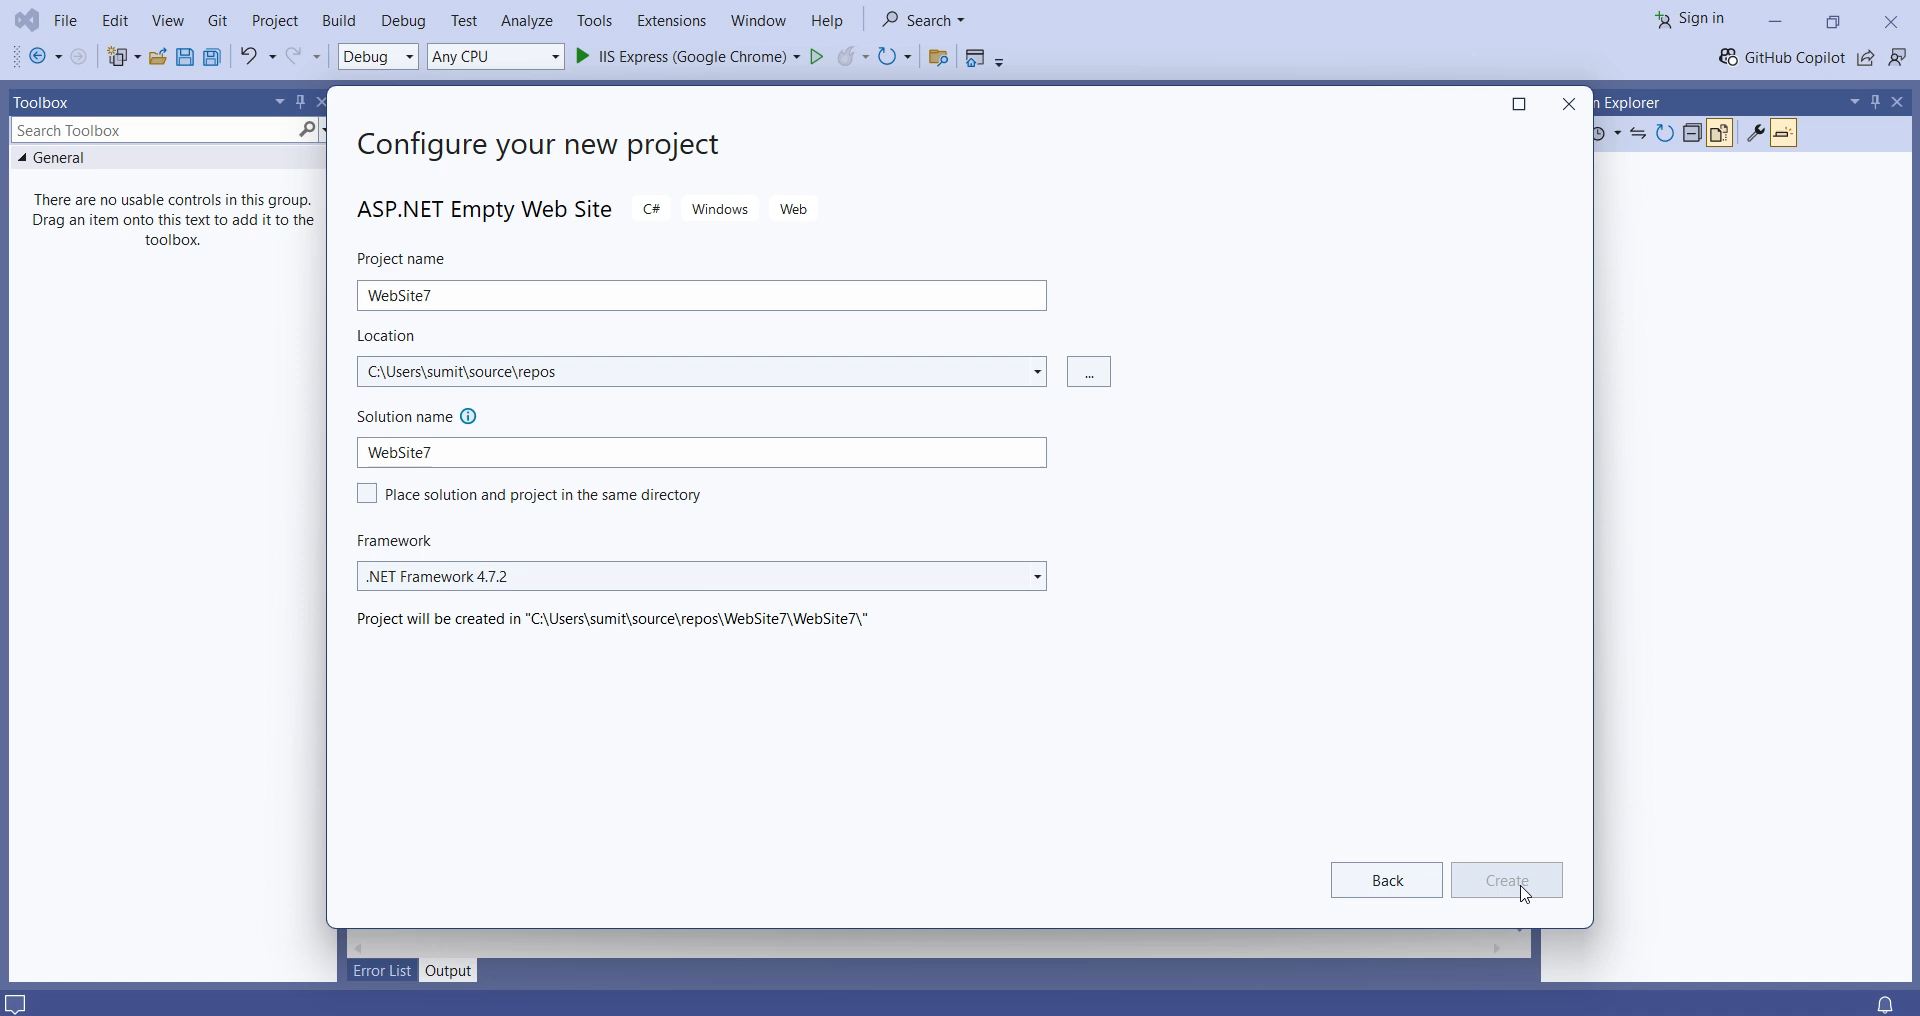 File Edit View Git Project Build Debug Test Analyze Tools Extensions Window Help Search Sign in
Debug Any CPU IIS Express (Google Chrome) GitHub Copilot
Toolbox
Search Toolbox
General
There are no usable controls in this group.
Drag an item onto this text to add it to the
toolbox.
Configure your new project
ASP.NET Empty Web Site C# Windows Web
Project name
WebSite7
Location
C:\Users\sumit\source\repos
...
Solution name
WebSite7
Place solution and project in the same directory
Framework
.NET Framework 4.7.2
Project will be created in "C:\Users\sumit\source\repos\WebSite7\WebSite7\"
Back Create
n Explorer
Error List Output